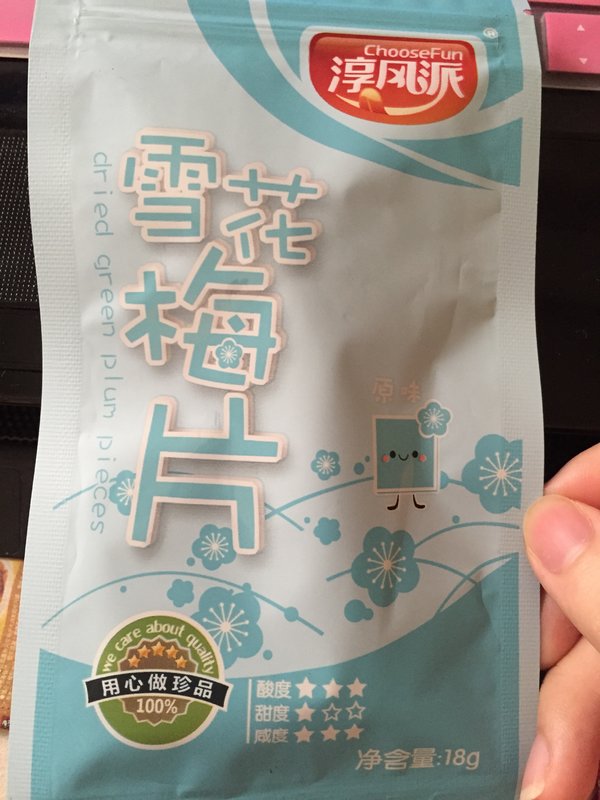 ChooseFun
淳风派
®
雪花梅片
dried green plum pieces
原味
we care about quality
用心做珍品
100%
酸度★★★
甜度★☆☆
咸度★★★
净含量:18g